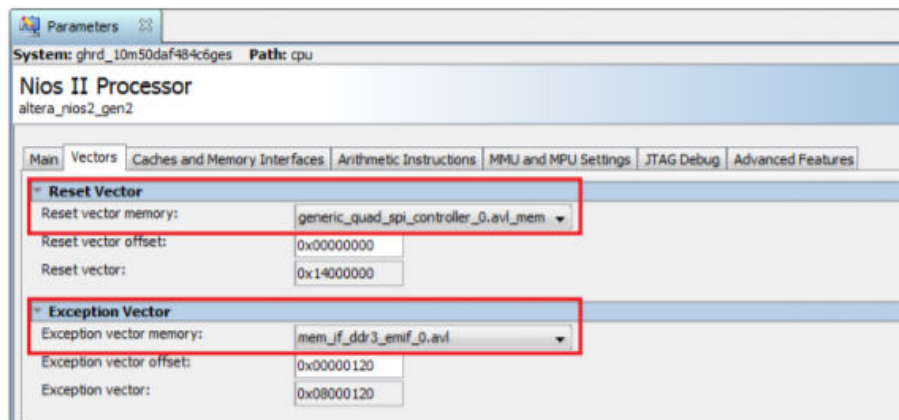 Parameters
System: ghrd_10m50daf484c6ges Path: cpu
Nios II Processor
altera_nios2_gen2
Main Vectors Caches and Memory Interfaces Arithmetic Instructions MMU and MPU Settings JTAG Debug Advanced Features
Reset Vector
Reset vector memory: generic_quad_spi_controller_0.avl_mem
Reset vector offset: 0x00000000
Reset vector: 0x14000000
Exception Vector
Exception vector memory: mem_if_ddr3_emif_0.avl
Exception vector offset: 0x00000120
Exception vector: 0x08000120